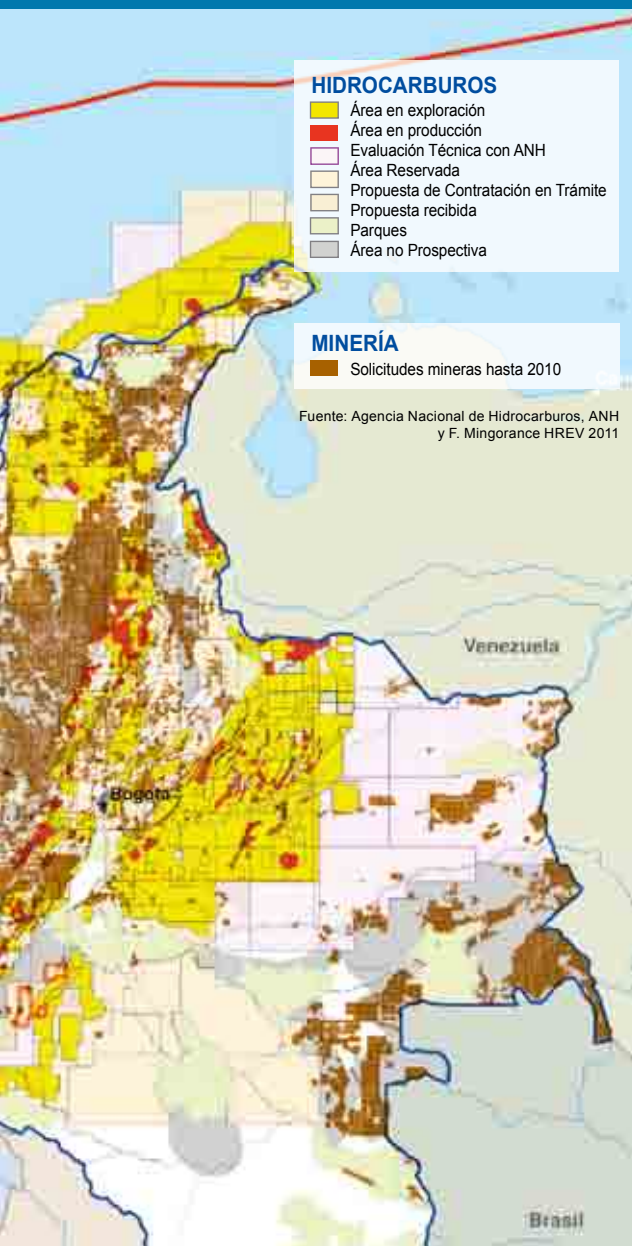 HIDROCARBUROS
Área en exploración
Área en producción
Evaluación Técnica con ANH
Área Reservada
Propuesta de Contratación en Trámite
Propuesta recibida
Parques
Área no Prospectiva
MINERÍA
Solicitudes mineras hasta 2010
Fuente: Agencia Nacional de Hidrocarburos, ANH
y F. Mingorance HREV 2011
Venezuela
Bogota
Brasil